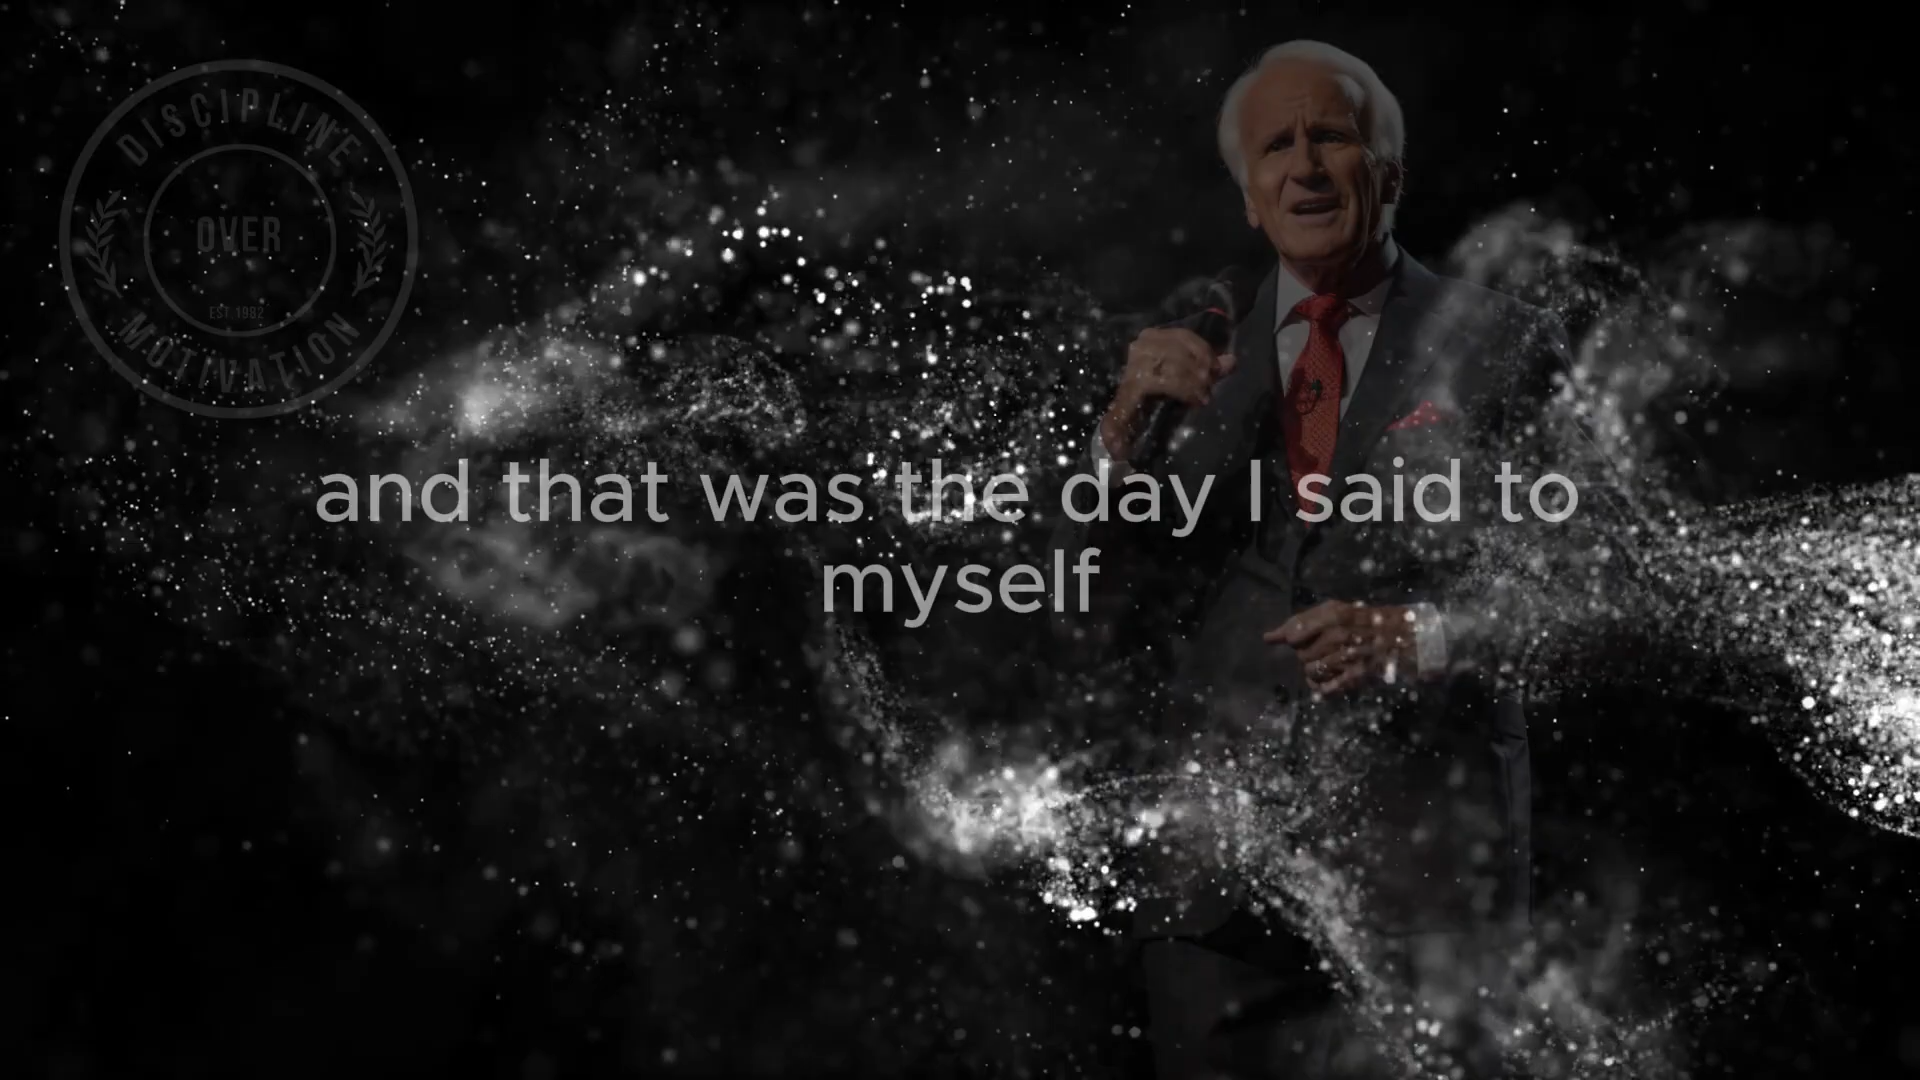 DISCIPLINE
OVER
EST.1982
MOTIVATION
and that was the day I said to
myself